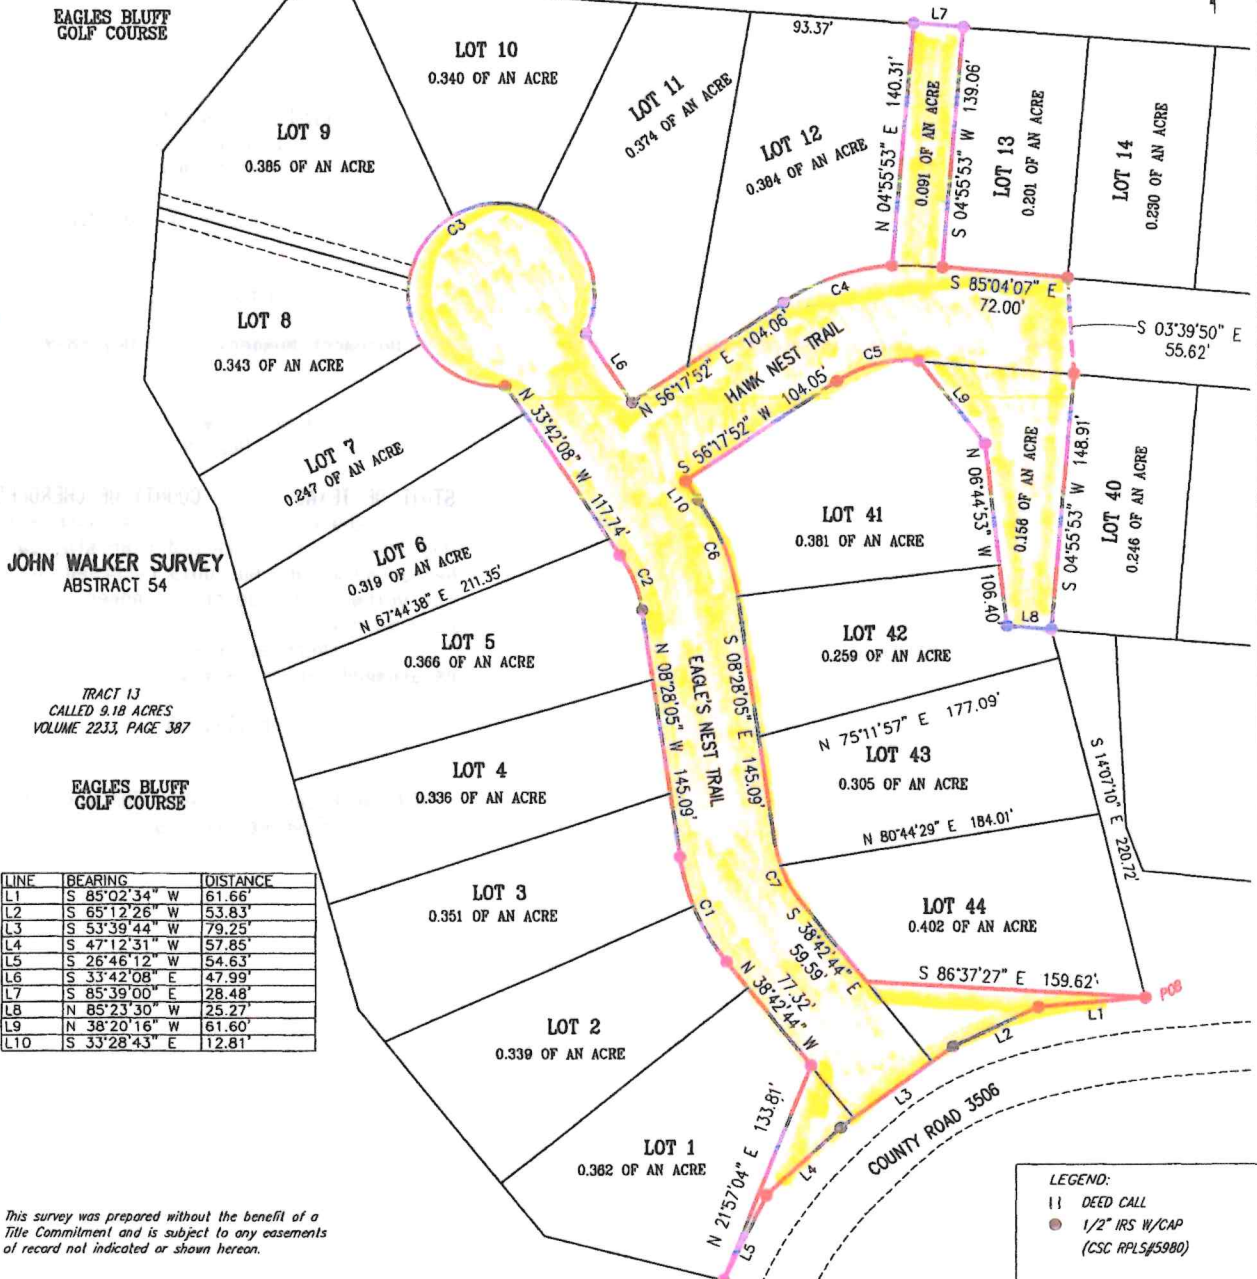 EAGLES BLUFF
GOLF COURSE
LOT 10
0.340 OF AN ACRE
LOT 11
0.374 OF AN ACRE
93.37'
L7
LOT 9
0.385 OF AN ACRE
LOT 12
0.384 OF AN ACRE
N 04°55'53" E 140.31'
0.091 OF AN ACRE
S 04°55'53" W 139.06'
LOT 13
0.201 OF AN ACRE
LOT 14
0.230 OF AN ACRE
C3
LOT 8
0.343 OF AN ACRE
C4
S 85°04'07" E
72.00'
S 03°39'50" E
55.62'
L6
N 56°17'52" E 104.06'
HAWK NEST TRAIL
C5
S 56°17'52" W 104.05'
L9
N 33°42'08" W 117.74'
LOT 7
0.247 OF AN ACRE
L10
LOT 41
0.381 OF AN ACRE
N 06°44'53" W 106.40'
0.158 OF AN ACRE
S 04°55'53" W 148.91'
LOT 40
0.246 OF AN ACRE
JOHN WALKER SURVEY
ABSTRACT 54
LOT 6
0.319 OF AN ACRE
N 67°44'38" E 211.35'
C2
C6
L8
LOT 5
0.366 OF AN ACRE
LOT 42
0.259 OF AN ACRE
N 08°28'05" W 145.09'
EAGLE'S NEST TRAIL
S 08°28'05" E 145.09'
TRACT 13
CALLED 9.18 ACRES
VOLUME 2233, PAGE 387
N 75°11'57" E 177.09'
LOT 43
0.305 OF AN ACRE
S 14°07'10" E 220.72'
EAGLES BLUFF
GOLF COURSE
LOT 4
0.336 OF AN ACRE
N 80°44'29" E 184.01'
C7
LINE BEARING DISTANCE
L1 S 85°02'34" W 61.66'
L2 S 65°12'26" W 53.83'
L3 S 53°39'44" W 79.25'
L4 S 47°12'31" W 57.85'
L5 S 26°46'12" W 54.63'
L6 S 33°42'08" E 47.99'
L7 S 85°39'00" E 28.48'
L8 N 85°23'30" W 25.27'
L9 N 38°20'16" W 61.60'
L10 S 33°28'43" E 12.81'
LOT 3
0.351 OF AN ACRE
C1
LOT 44
0.402 OF AN ACRE
S 38°42'44" E
59.59'
77.32'
N 38°42'44" W
S 86°37'27" E 159.62'
POB
L1
L2
LOT 2
0.339 OF AN ACRE
L3
COUNTY ROAD 3506
133.81'
N 21°57'04" E
L4
LOT 1
0.362 OF AN ACRE
L5
LEGEND:
DEED CALL
1/2" IRS W/CAP
(CSC RPLS#5980)
This survey was prepared without the benefit of a
Title Commitment and is subject to any easements
of record not indicated or shown hereon.